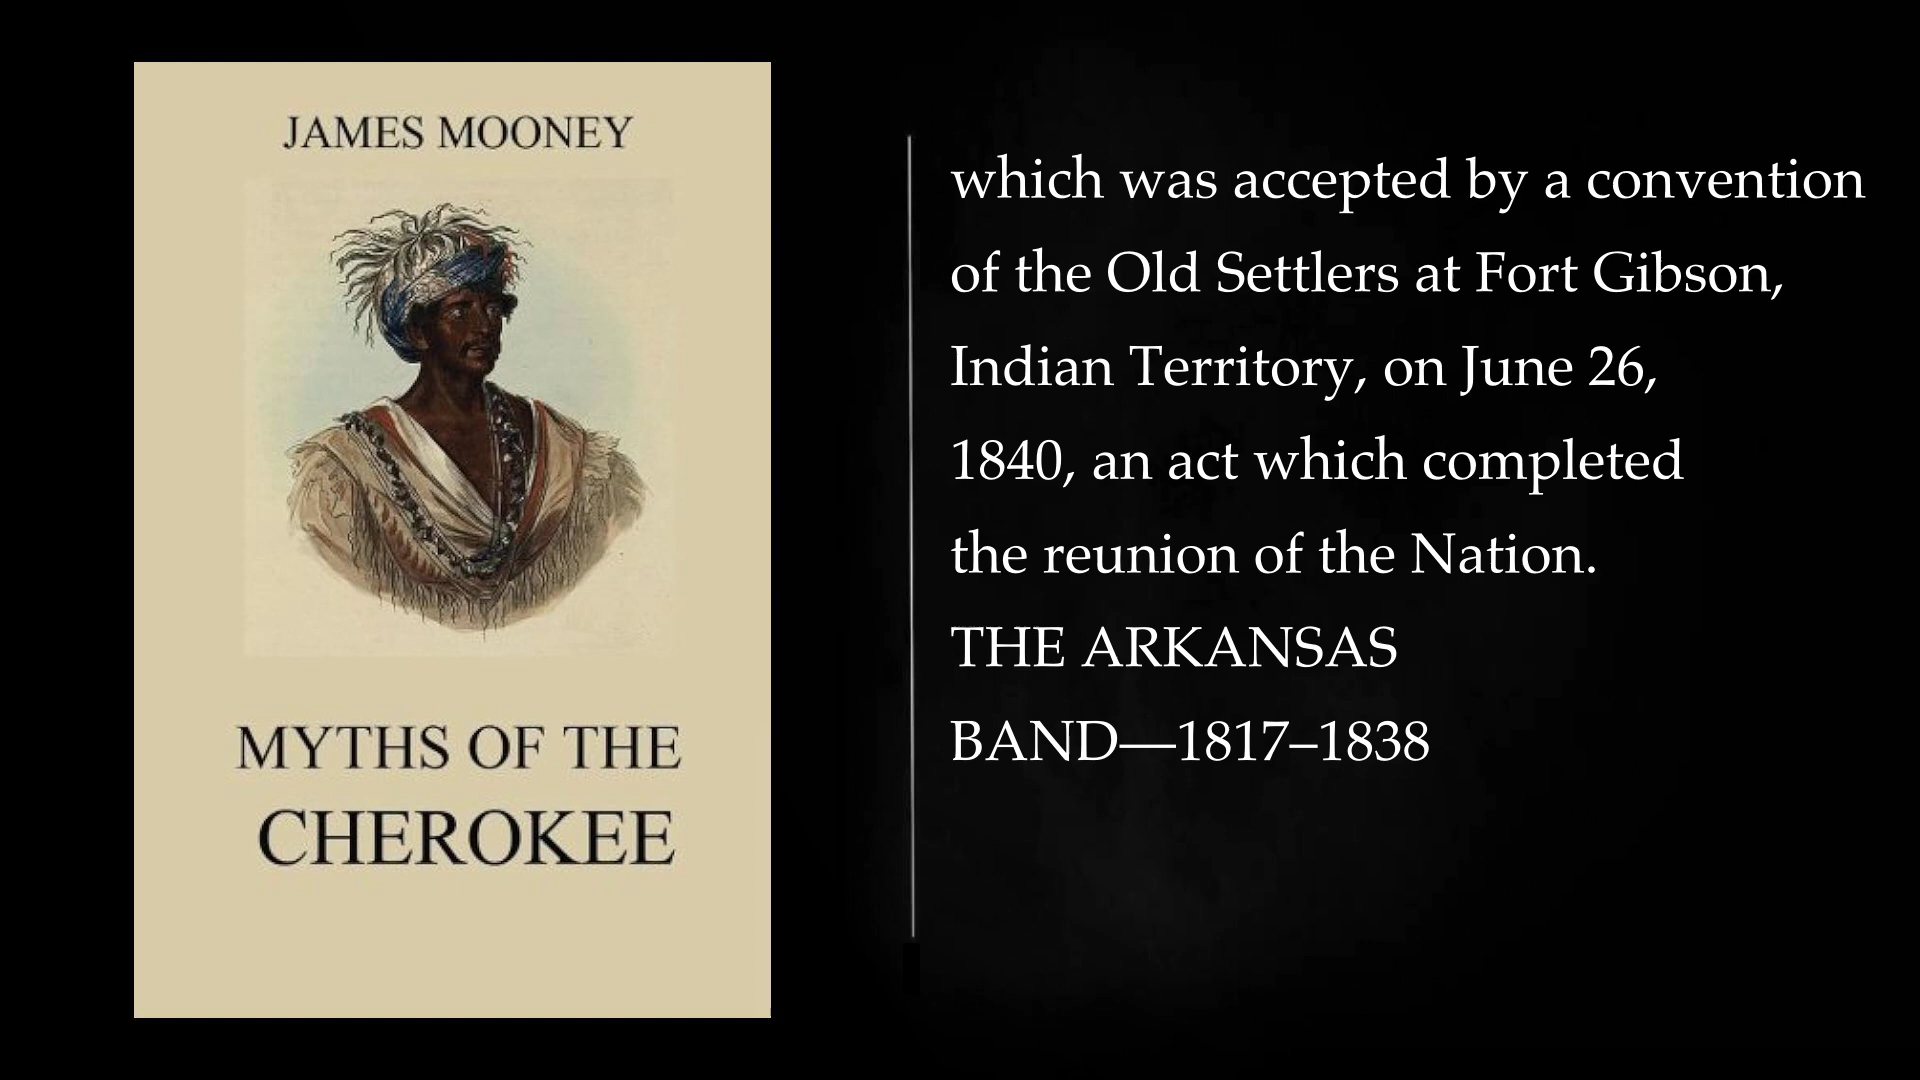 JAMES MOONEY
MYTHS OF THE
CHEROKEE
which was accepted by a convention
of the Old Settlers at Fort Gibson,
Indian Territory, on June 26,
1840, an act which completed
the reunion of the Nation.
THE ARKANSAS
BAND—1817–1838